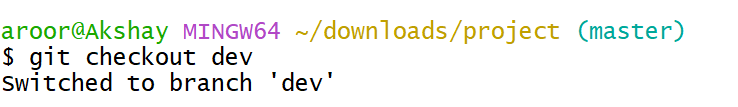 aroor@Akshay MINGW64 ~/downloads/project (master)
$ git checkout dev
Switched to branch 'dev'